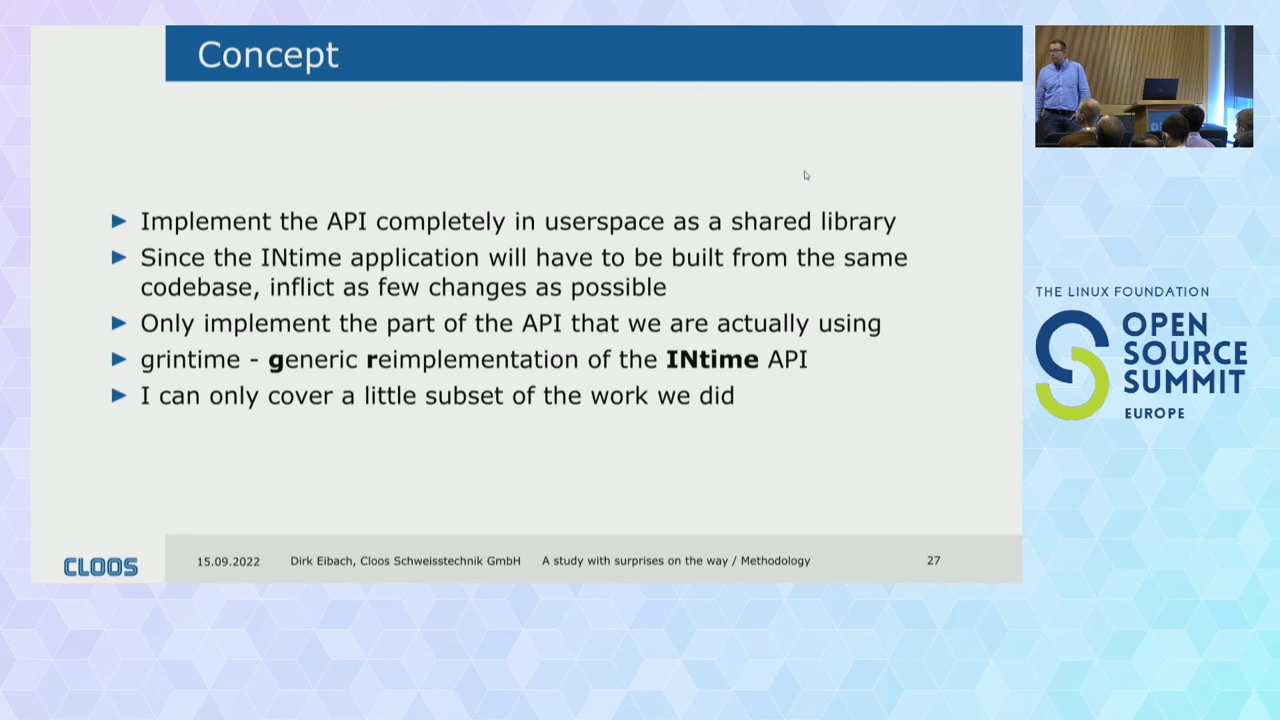 Concept
Implement the API completely in userspace as a shared library
Since the INtime application will have to be built from the same
codebase, inflict as few changes as possible
Only implement the part of the API that we are actually using
grintime - generic reimplementation of the INtime API
I can only cover a little subset of the work we did
CLOOS
15.09.2022 Dirk Eibach, Cloos Schweisstechnik GmbH A study with surprises on the way / Methodology 27
THE LINUX FOUNDATION
OPEN
SOURCE
SUMMIT
EUROPE